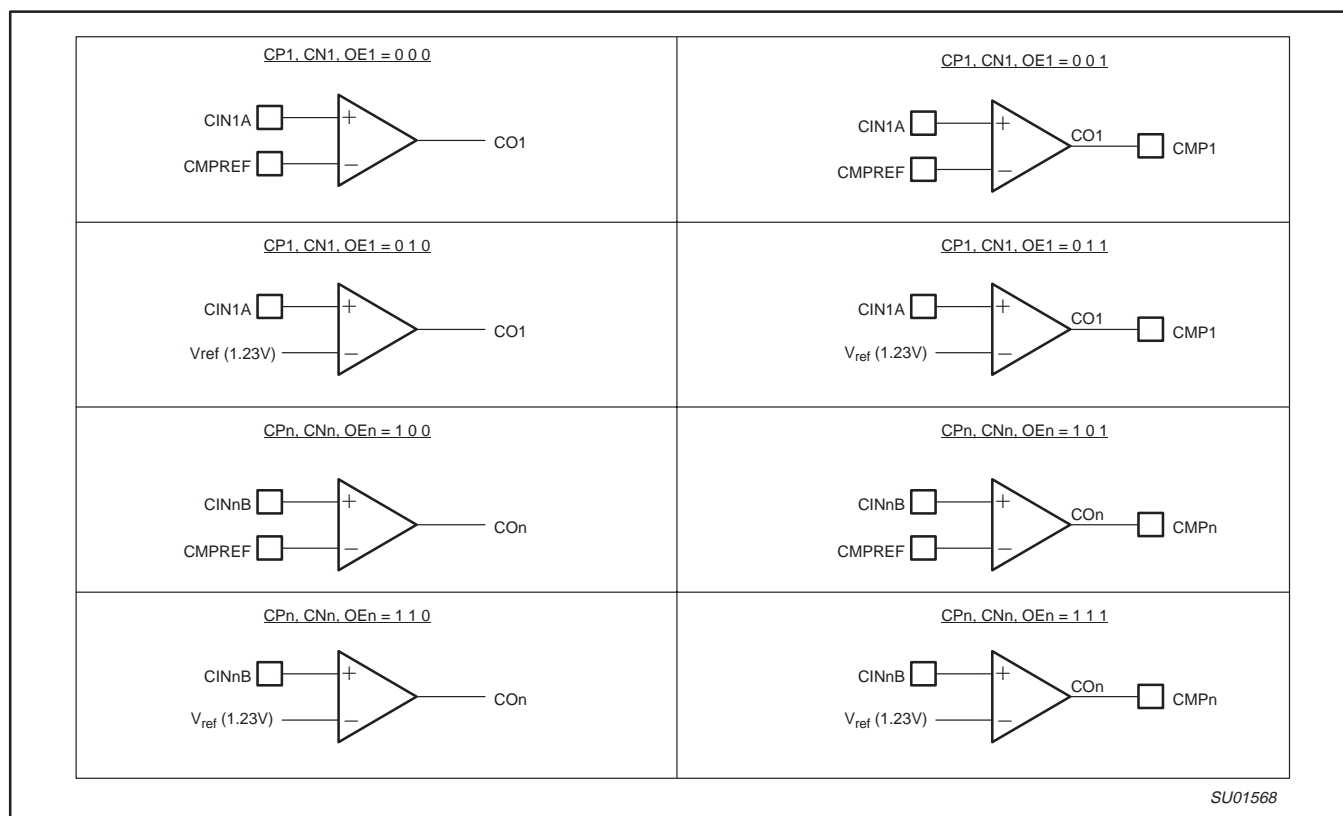 CP1, CN1, OE1 = 0 0 0
CIN1A
+
CO1
CMPREF
–
CP1, CN1, OE1 = 0 0 1
CIN1A
+
CO1
CMP1
CMPREF
–
CP1, CN1, OE1 = 0 1 0
CIN1A
+
CO1
Vref (1.23V)
–
CP1, CN1, OE1 = 0 1 1
CIN1A
+
CO1
CMP1
Vref (1.23V)
–
CPn, CNn, OEn = 1 0 0
CINnB
+
COn
CMPREF
–
CPn, CNn, OEn = 1 0 1
CINnB
+
COn
CMPn
CMPREF
–
CPn, CNn, OEn = 1 1 0
CINnB
+
COn
Vref (1.23V)
–
CPn, CNn, OEn = 1 1 1
CINnB
+
COn
CMPn
Vref (1.23V)
–
SU01568